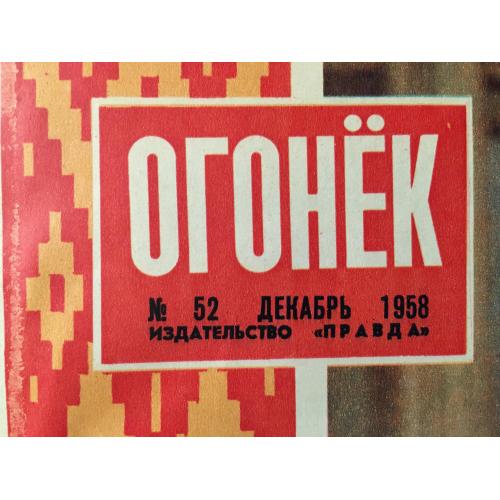 ОГОНЁК
№ 52 ДЕКАБРЬ 1958
ИЗДАТЕЛЬСТВО «ПРАВДА»